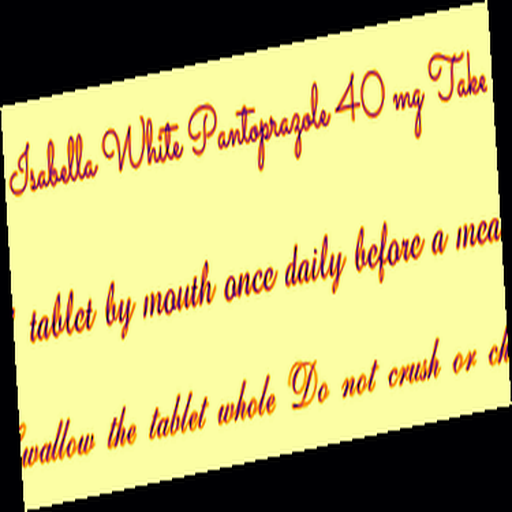 Isabella White Pantoprazole 40 mg Take
tablet by mouth once daily before a
the tablet whole Do not crush or